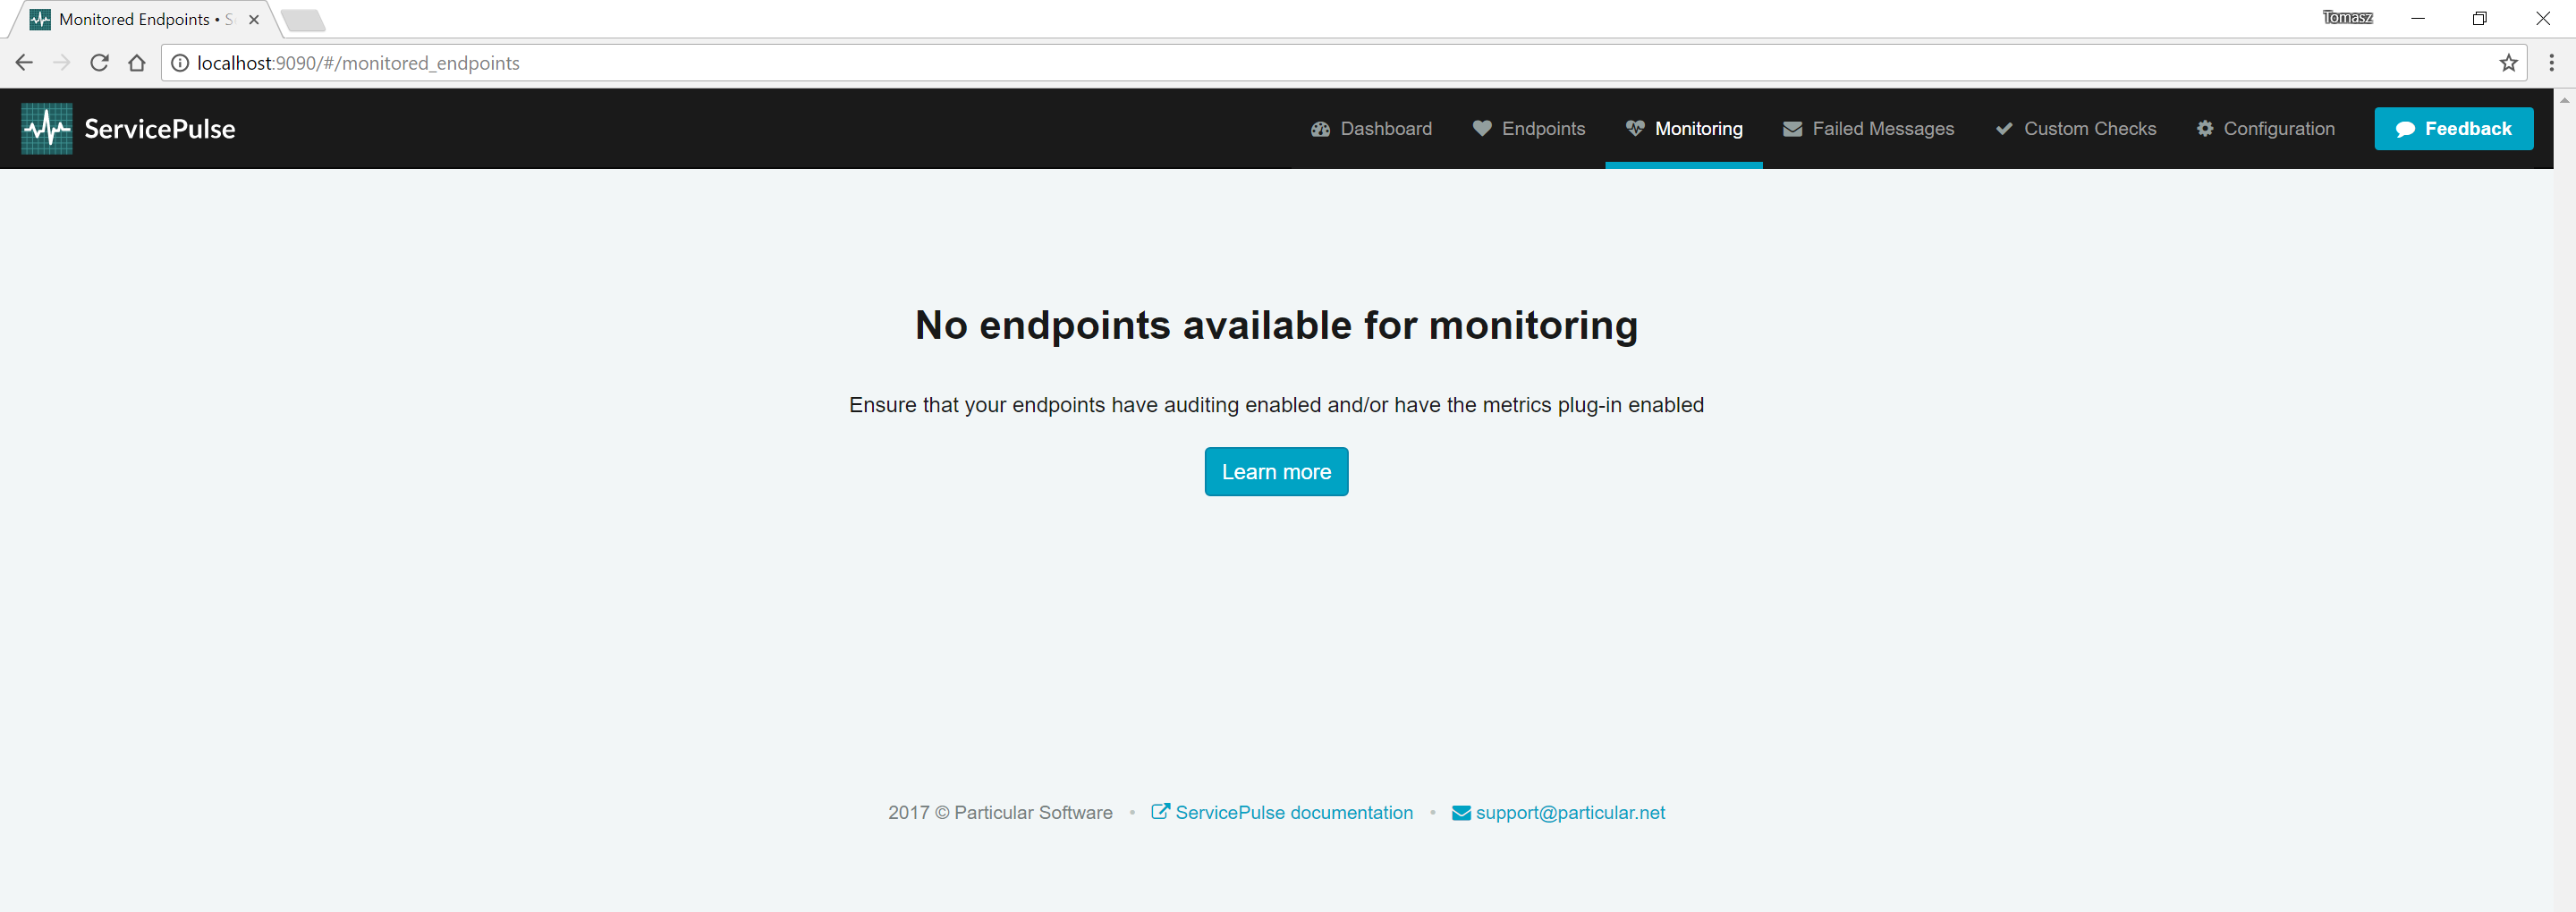 Monitored Endpoints • S
Tomasz
localhost:9090/#/monitored_endpoints
ServicePulse
Dashboard Endpoints Monitoring Failed Messages Custom Checks Configuration Feedback
No endpoints available for monitoring
Ensure that your endpoints have auditing enabled and/or have the metrics plug-in enabled
Learn more
2017 © Particular Software • ServicePulse documentation • support@particular.net